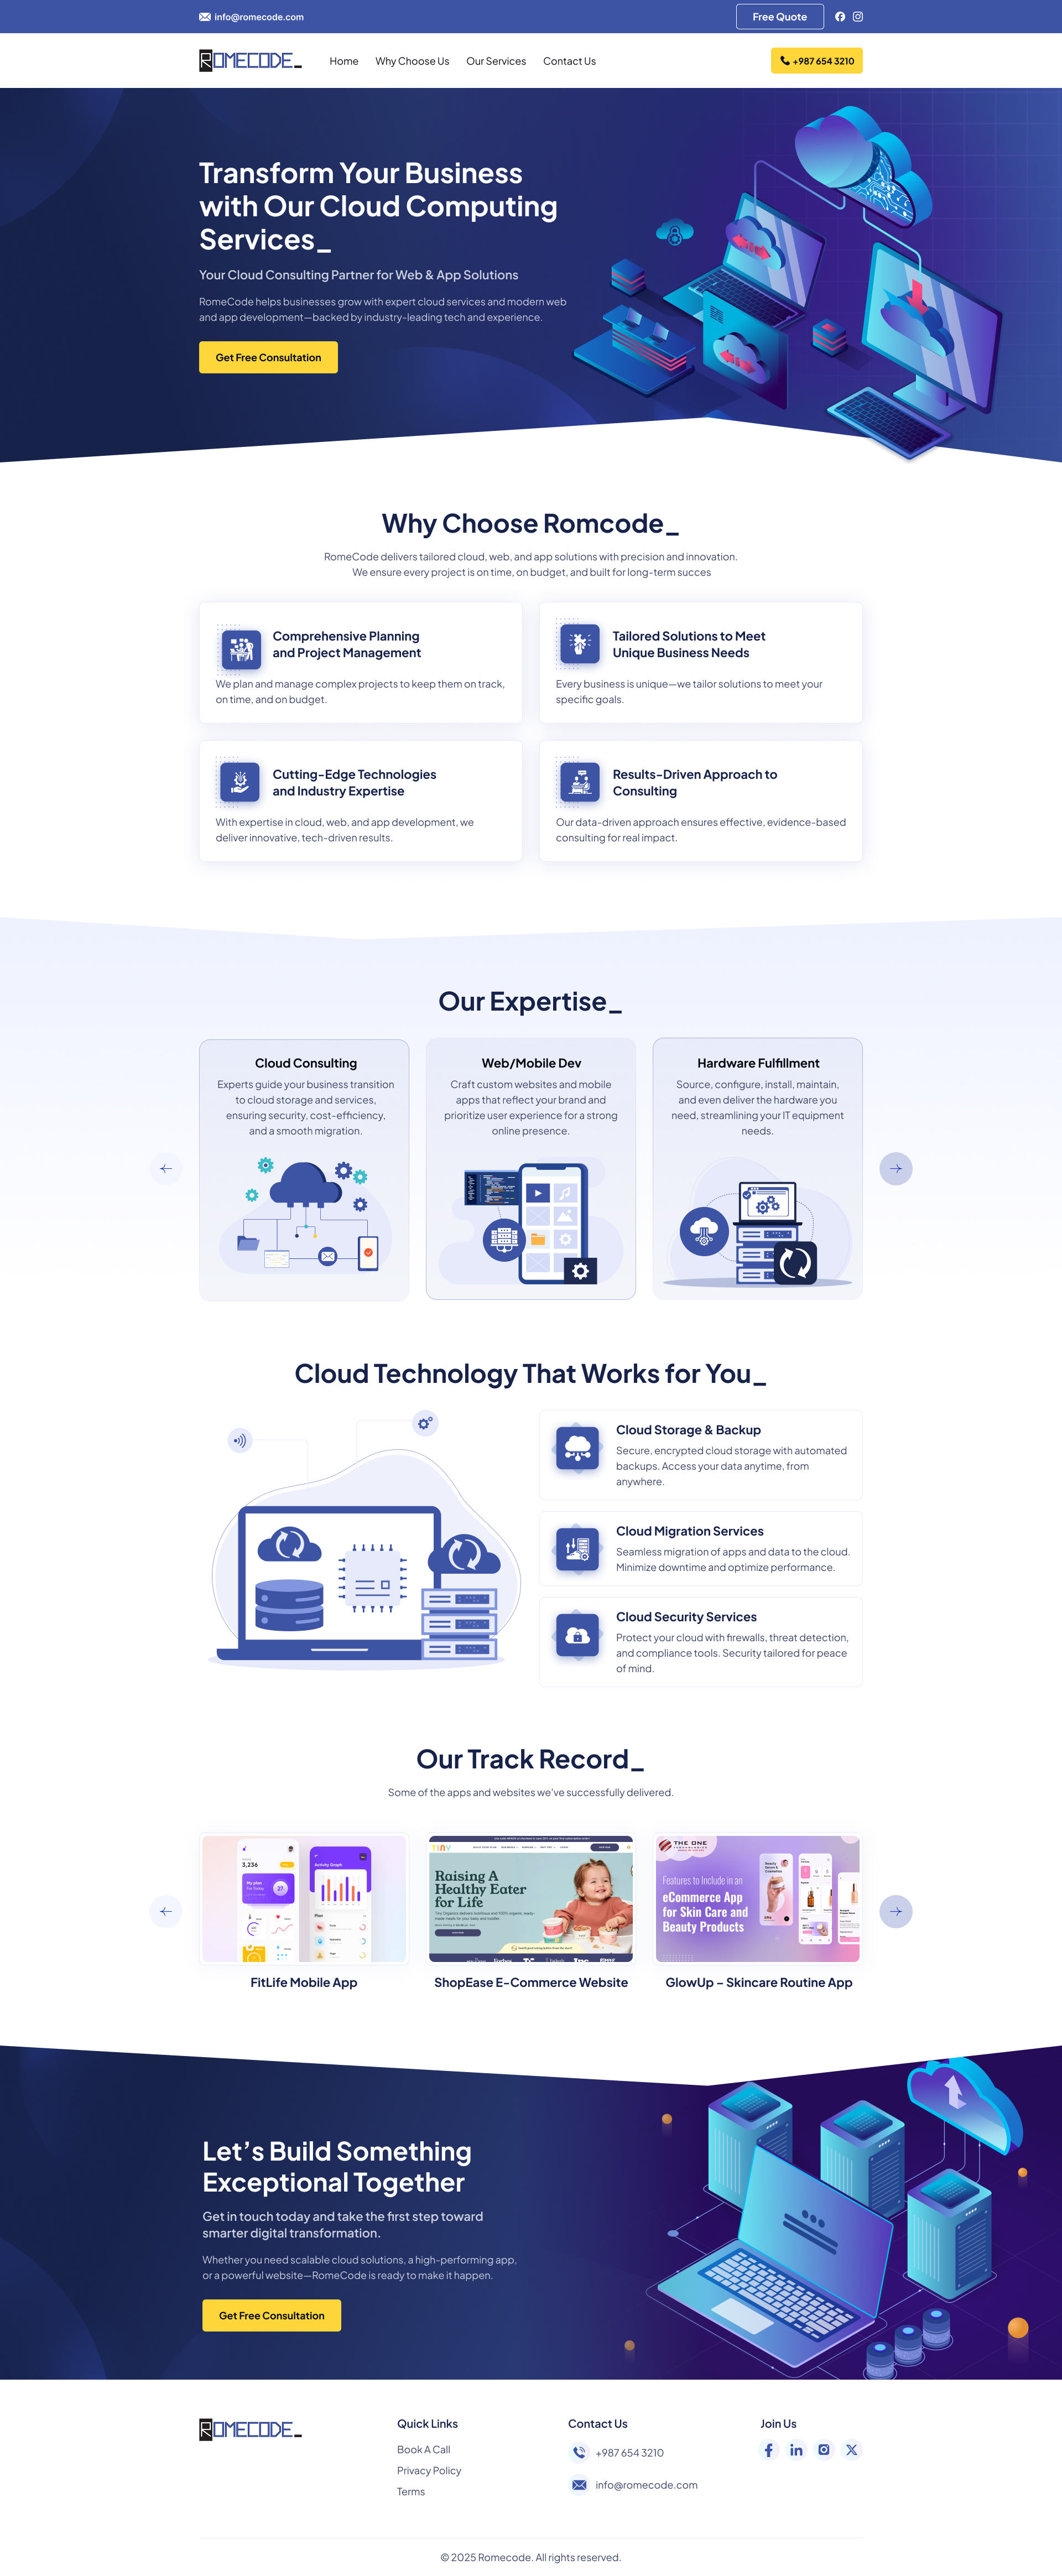 info@romecode.com
Free Quote
ROMECODE_
Home
Why Choose Us
Our Services
Contact Us
+987 654 3210
Transform Your Business
with Our Cloud Computing
Services_
Your Cloud Consulting Partner for Web & App Solutions
RomeCode helps businesses grow with expert cloud services and modern web
and app development—backed by industry-leading tech and experience.
Get Free Consultation
Why Choose Romcode_
RomeCode delivers tailored cloud, web, and app solutions with precision and innovation.
We ensure every project is on time, on budget, and built for long-term succes
Comprehensive Planning
and Project Management
We plan and manage complex projects to keep them on track,
on time, and on budget.
Tailored Solutions to Meet
Unique Business Needs
Every business is unique—we tailor solutions to meet your
specific goals.
Cutting-Edge Technologies
and Industry Expertise
With expertise in cloud, web, and app development, we
deliver innovative, tech-driven results.
Results-Driven Approach to
Consulting
Our data-driven approach ensures effective, evidence-based
consulting for real impact.
Our Expertise_
Cloud Consulting
Experts guide your business transition
to cloud storage and services,
ensuring security, cost-efficiency,
and a smooth migration.
Web/Mobile Dev
Craft custom websites and mobile
apps that reflect your brand and
prioritize user experience for a strong
online presence.
Hardware Fulfillment
Source, configure, install, maintain,
and even deliver the hardware you
need, streamlining your IT equipment
needs.
Cloud Technology That Works for You_
Cloud Storage & Backup
Secure, encrypted cloud storage with automated
backups. Access your data anytime, from
anywhere.
Cloud Migration Services
Seamless migration of apps and data to the cloud.
Minimize downtime and optimize performance.
Cloud Security Services
Protect your cloud with firewalls, threat detection,
and compliance tools. Security tailored for peace
of mind.
Our Track Record_
Some of the apps and websites we've successfully delivered.
3,236
My plan
For Today
27
Activity Graph
Plan
TINY
Raising A
Healthy Eater
for Life
THE ONE
Features to Include in an
eCommerce App
for Skin Care and
Beauty Products
FitLife Mobile App
ShopEase E-Commerce Website
GlowUp – Skincare Routine App
Let's Build Something
Exceptional Together
Get in touch today and take the first step toward
smarter digital transformation.
Whether you need scalable cloud solutions, a high-performing app,
or a powerful website—RomeCode is ready to make it happen.
Get Free Consultation
ROMECODE_
Quick Links
Book A Call
Privacy Policy
Terms
Contact Us
+987 654 3210
info@romecode.com
Join Us
© 2025 Romecode. All rights reserved.